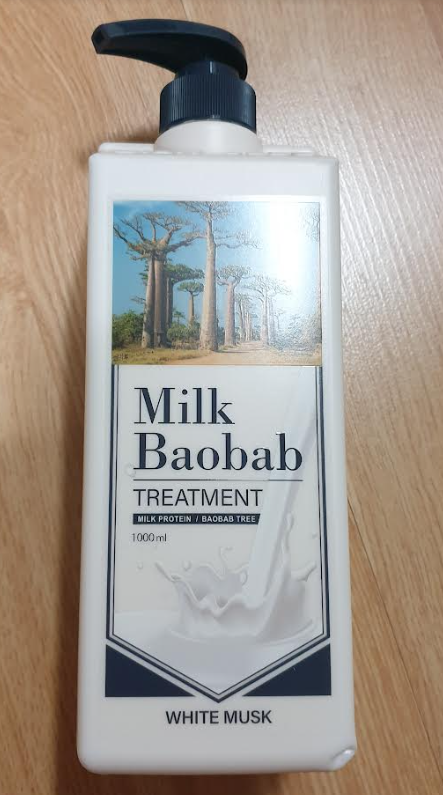 Milk
Baobab
TREATMENT
MILK PROTEIN / BAOBAB TREE
1000ml
WHITE MUSK